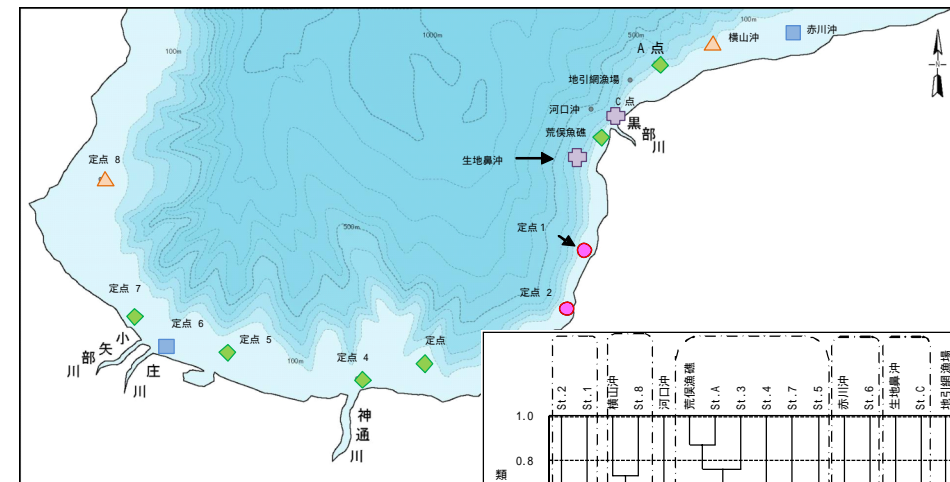 100m
横山沖
赤川沖
1000m
500m
A 点
N
100m
地引網漁場
C 点
河口沖
黒部川
荒俣魚礁
生地鼻沖
定点 8
定点 1
500m
定点 2
定点 7
定点 6
定点 5
定点
定点 4
100m
小矢部川
庄川
神通川
St.2
St.1
横山沖
St.8
河口沖
荒俣魚礁
St.A
St.3
St.4
St.7
St.5
赤川沖
St.6
生地鼻沖
St.C
地引網漁場
1.0
0.8
類